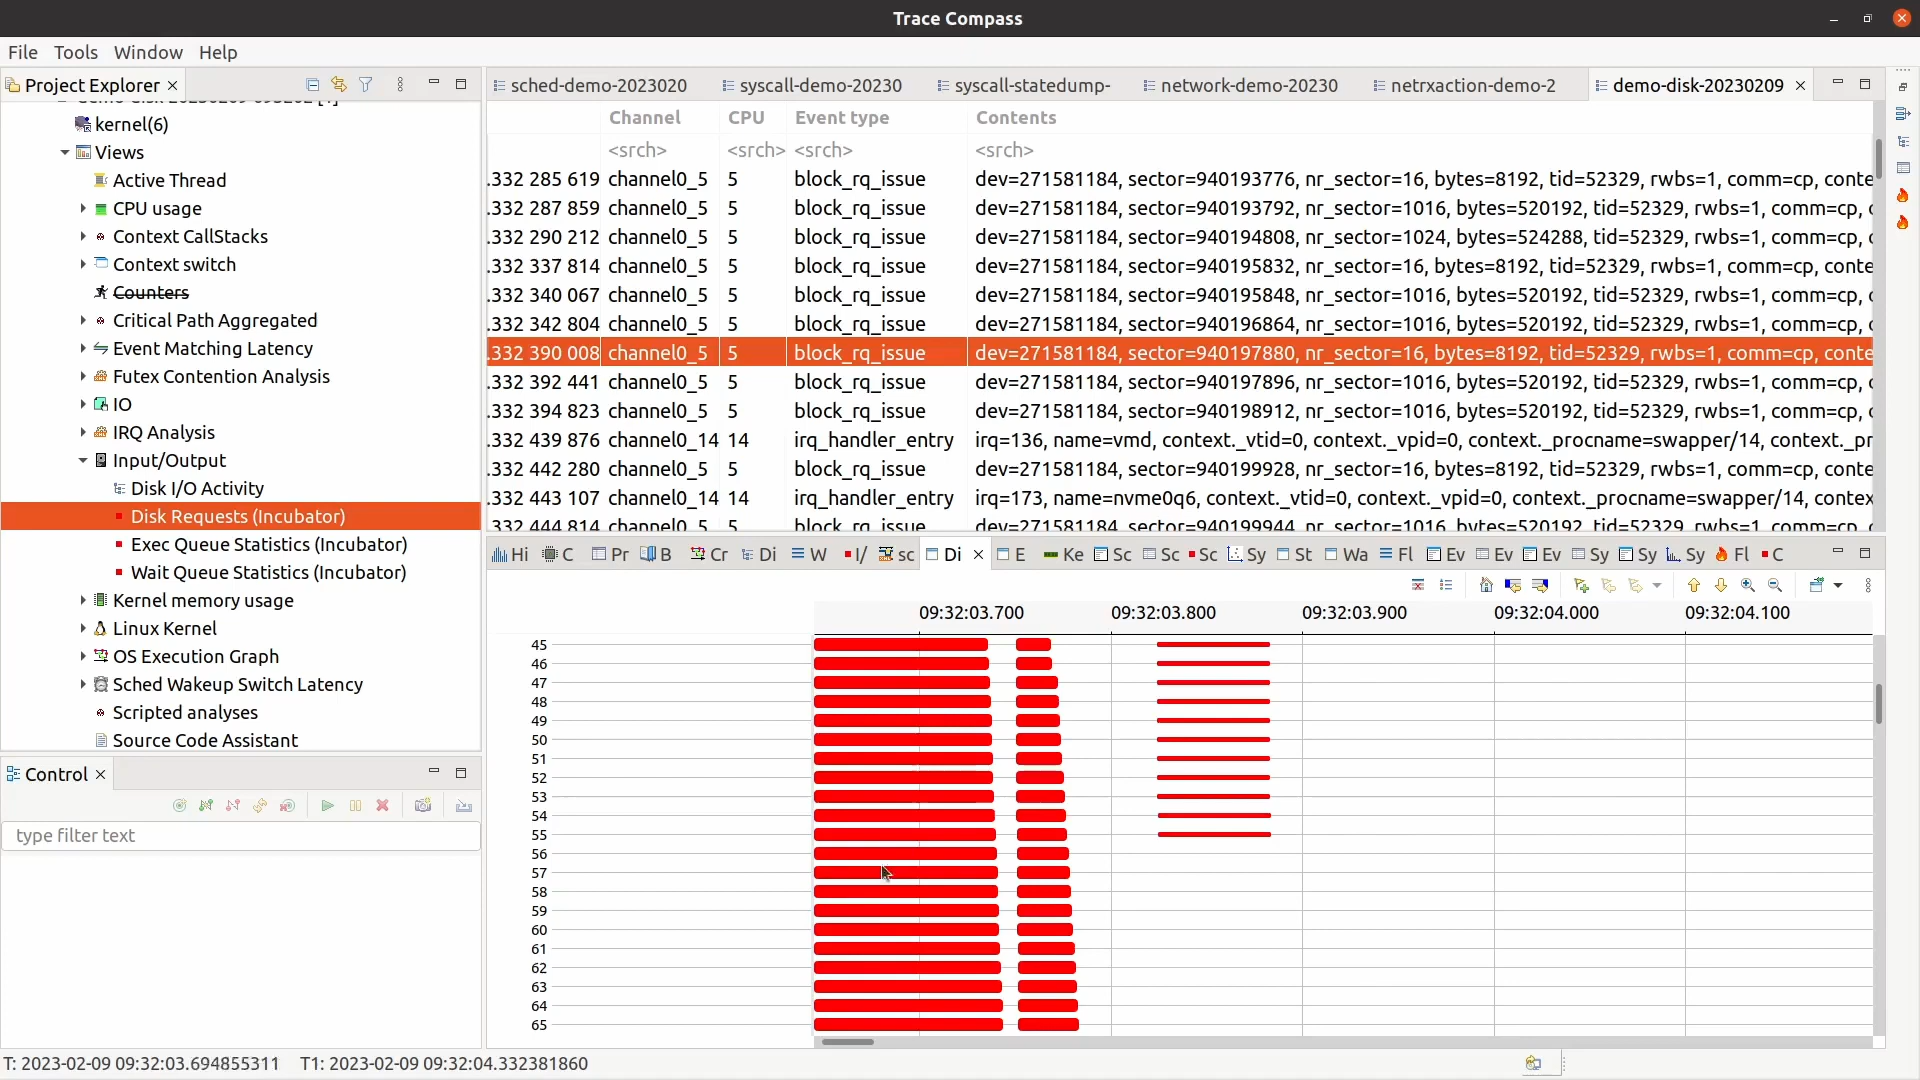 Trace Compass
File Tools Window Help
Project Explorer
kernel(6)
Views
Active Thread
CPU usage
Context CallStacks
Context switch
Counters
Critical Path Aggregated
Event Matching Latency
Futex Contention Analysis
IO
IRQ Analysis
Input/Output
Disk I/O Activity
Disk Requests (Incubator)
Exec Queue Statistics (Incubator)
Wait Queue Statistics (Incubator)
Kernel memory usage
Linux Kernel
OS Execution Graph
Sched Wakeup Switch Latency
Scripted analyses
Source Code Assistant
Control
type filter text
sched-demo-2023020 syscall-demo-20230 syscall-statedump- network-demo-20230 netrxaction-demo-2 demo-disk-20230209
Channel CPU Event type Contents
<srch> <srch> <srch> <srch>
.332 285 619 channel0_5 5 block_rq_issue dev=271581184, sector=940193776, nr_sector=16, bytes=8192, tid=52329, rwbs=1, comm=cp, conte
.332 287 859 channel0_5 5 block_rq_issue dev=271581184, sector=940193792, nr_sector=1016, bytes=520192, tid=52329, rwbs=1, comm=cp, c
.332 290 212 channel0_5 5 block_rq_issue dev=271581184, sector=940194808, nr_sector=1024, bytes=524288, tid=52329, rwbs=1, comm=cp, c
.332 337 814 channel0_5 5 block_rq_issue dev=271581184, sector=940195832, nr_sector=16, bytes=8192, tid=52329, rwbs=1, comm=cp, conte
.332 340 067 channel0_5 5 block_rq_issue dev=271581184, sector=940195848, nr_sector=1016, bytes=520192, tid=52329, rwbs=1, comm=cp, c
.332 342 804 channel0_5 5 block_rq_issue dev=271581184, sector=940196864, nr_sector=1016, bytes=520192, tid=52329, rwbs=1, comm=cp, c
.332 390 008 channel0_5 5 block_rq_issue dev=271581184, sector=940197880, nr_sector=16, bytes=8192, tid=52329, rwbs=1, comm=cp, conte
.332 392 441 channel0_5 5 block_rq_issue dev=271581184, sector=940197896, nr_sector=1016, bytes=520192, tid=52329, rwbs=1, comm=cp, c
.332 394 823 channel0_5 5 block_rq_issue dev=271581184, sector=940198912, nr_sector=1016, bytes=520192, tid=52329, rwbs=1, comm=cp, c
.332 439 876 channel0_14 14 irq_handler_entry irq=136, name=vmd, context._vtid=0, context._vpid=0, context._procname=swapper/14, context._pr
.332 442 280 channel0_5 5 block_rq_issue dev=271581184, sector=940199928, nr_sector=16, bytes=8192, tid=52329, rwbs=1, comm=cp, conte
.332 443 107 channel0_14 14 irq_handler_entry irq=173, name=nvme0q6, context._vtid=0, context._vpid=0, context._procname=swapper/14, contex
.332 444 814 channel0_5 5 block_rq_issue dev=271581184, sector=940199944, nr_sector=1016, bytes=520192, tid=52329, rwbs=1, comm=cp, c
Hi C Pr B Cr Di W I/ sc Di E Ke Sc Sc Sc Sy St Wa Fl Ev Ev Ev Sy Sy Sy Fl C
09:32:03.700 09:32:03.800 09:32:03.900 09:32:04.000 09:32:04.100
45
46
47
48
49
50
51
52
53
54
55
56
57
58
59
60
61
62
63
64
65
T: 2023-02-09 09:32:03.694855311 T1: 2023-02-09 09:32:04.332381860